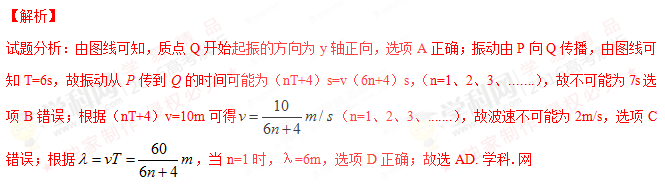 【解析】
试题分析：由图线可知，质点 Q 开始起振的方向为 y 轴正向，选项 A 正确；振动由 P 向 Q 传播，由图线可
知 T=6s，故振动从 P 传到 Q 的时间可能为（nT+4）s=v（6n+4）s，（n=1、2、3、.......），故不可能为 7s 选
项 B 错误；根据（nT+4）v=10m 可得 v = \frac{10}{6n+4} m/s（n=1、2、3、.......），故波速不可能为 2m/s，选项 C
错误；根据 λ = vT = \frac{60}{6n+4} m，当 n=1 时，λ=6m，选项 D 正确；故选 AD. 学科.网